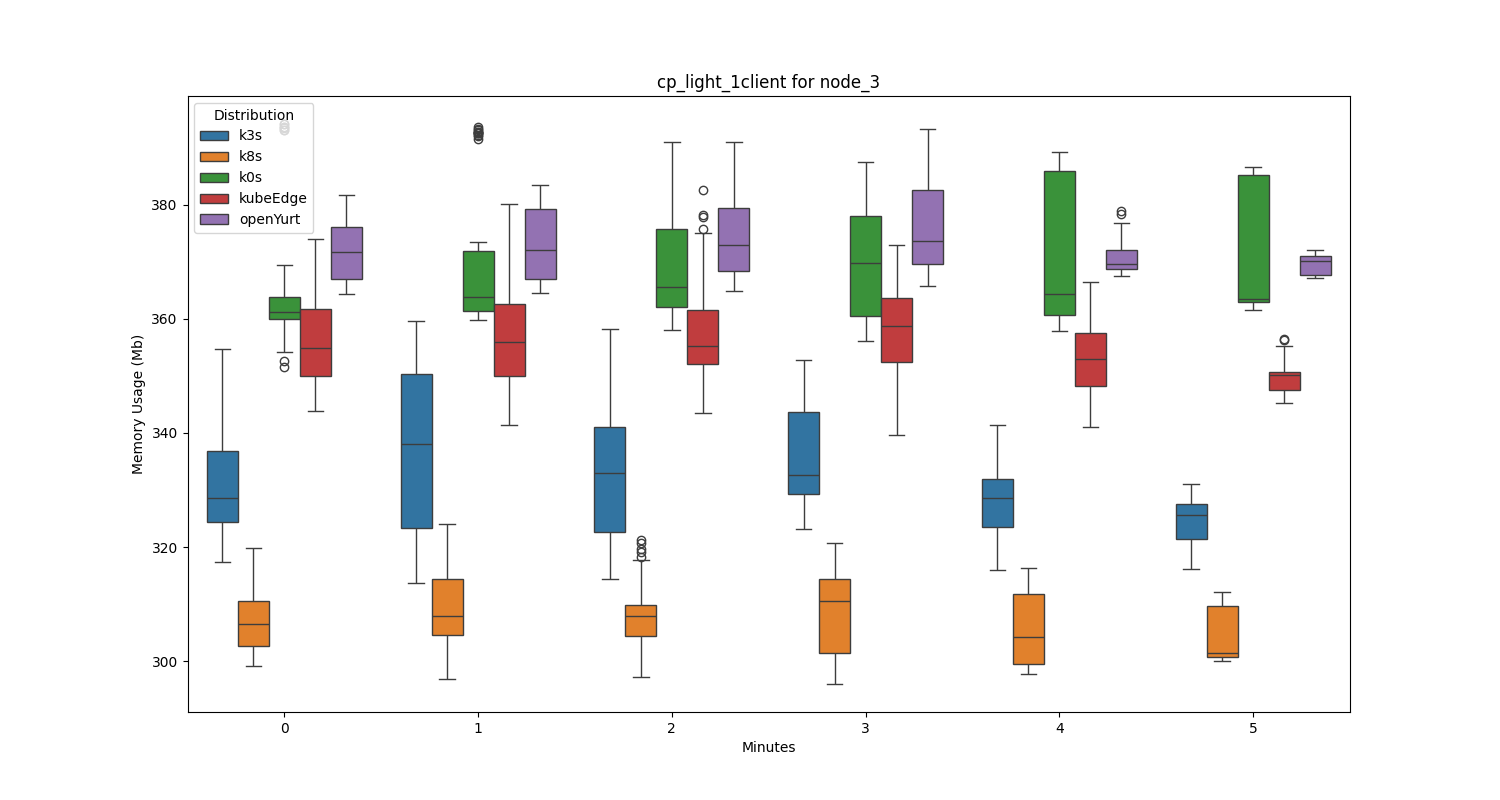 cp_light_1client for node_3
Distribution
k3s
k8s
k0s
kubeEdge
openYurt
Memory Usage (Mb)
380
360
340
320
300
0 1 2 3 4 5
Minutes